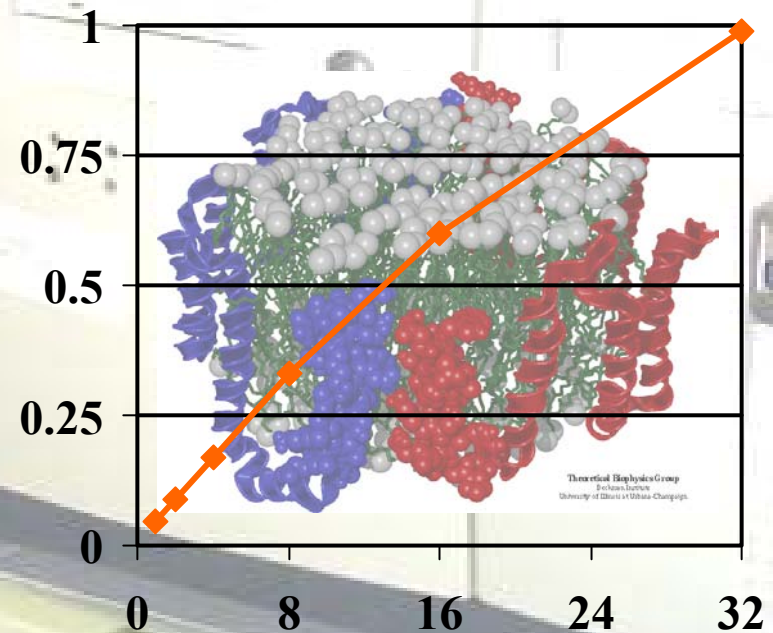 1
0.75
0.5
0.25
0
0 8 16 24 32
Theoretical Biophysics Group
Beckman Institute
University of Illinois at Urbana-Champaign